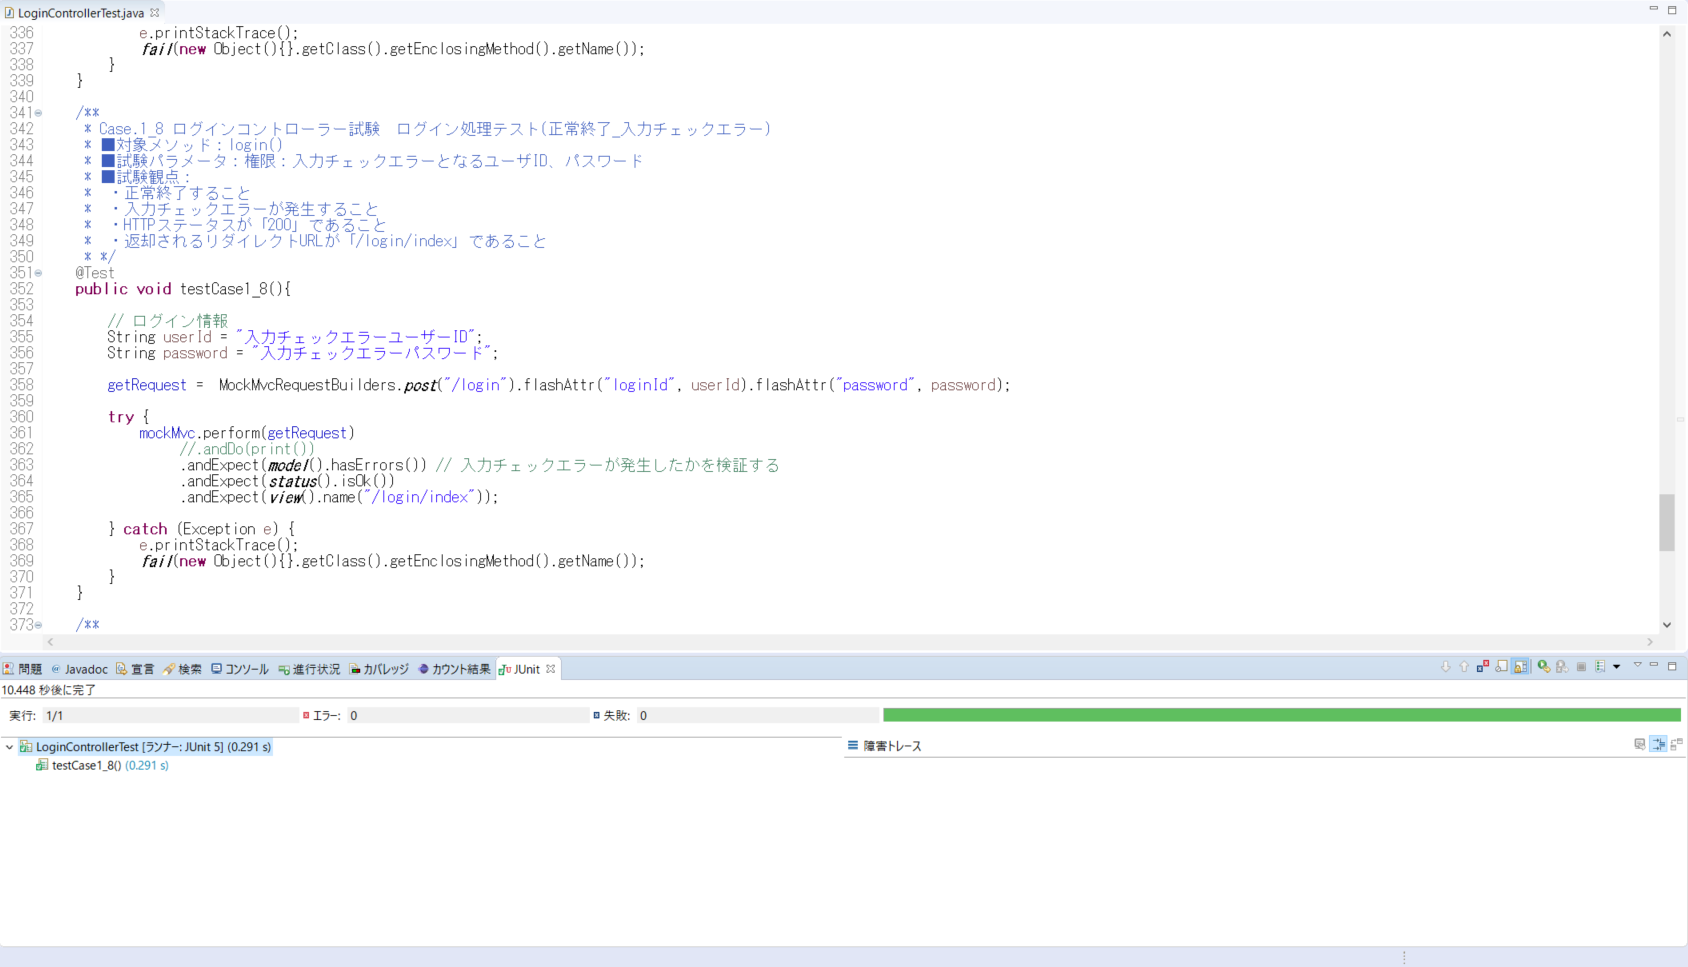 LoginControllerTest.java
336 e.printStackTrace();
337 fail(new Object(){}.getClass().getEnclosingMethod().getName());
338 }
339 }
340
341 /**
342 * Case.1_8 ログインコントローラー試験　ログイン処理テスト(正常終了_入力チェックエラー)
343 * ■対象メソッド：login()
344 * ■試験パラメータ：権限：入力チェックエラーとなるユーザID、パスワード
345 * ■試験観点：
346 * ・正常終了すること
347 * ・入力チェックエラーが発生すること
348 * ・HTTPステータスが「200」であること
349 * ・返却されるリダイレクトURLが「/login/index」であること
350 * */
351 @Test
352 public void testCase1_8(){
353
354 // ログイン情報
355 String userId = "入力チェックエラーユーザーID";
356 String password = "入力チェックエラーパスワード";
357
358 getRequest =  MockMvcRequestBuilders.post("/login").flashAttr("loginId", userId).flashAttr("password", password);
359
360 try {
361 mockMvc.perform(getRequest)
362 //.andDo(print())
363 .andExpect(model().hasErrors()) // 入力チェックエラーが発生したかを検証する
364 .andExpect(status().isOk())
365 .andExpect(view().name("/login/index"));
366
367 } catch (Exception e) {
368 e.printStackTrace();
369 fail(new Object(){}.getClass().getEnclosingMethod().getName());
370 }
371 }
372
373 /**
問題 Javadoc 宣言 検索 コンソール 進行状況 カバレッジ カウント結果 JUnit
10.448 秒後に完了
実行: 1/1 エラー: 0 失敗: 0
LoginControllerTest [ランナー: JUnit 5] (0.291 s)
障害トレース
testCase1_8() (0.291 s)